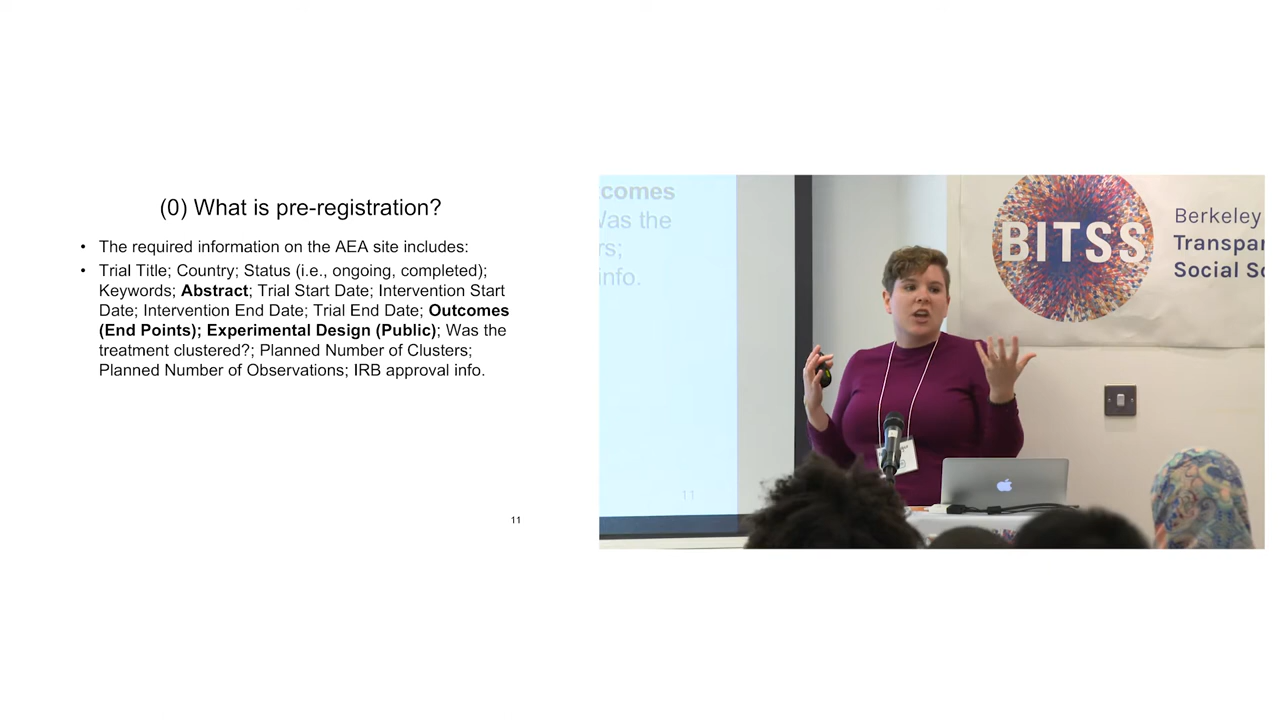 (0) What is pre-registration?
• The required information on the AEA site includes:
• Trial Title; Country; Status (i.e., ongoing, completed);
Keywords; Abstract; Trial Start Date; Intervention Start
Date; Intervention End Date; Trial End Date; Outcomes
(End Points); Experimental Design (Public); Was the
treatment clustered?; Planned Number of Clusters;
Planned Number of Observations; IRB approval info.
11
comes
Was the
rs;
info.
11
BITSS
Berkeley
Transpar
Social Sc